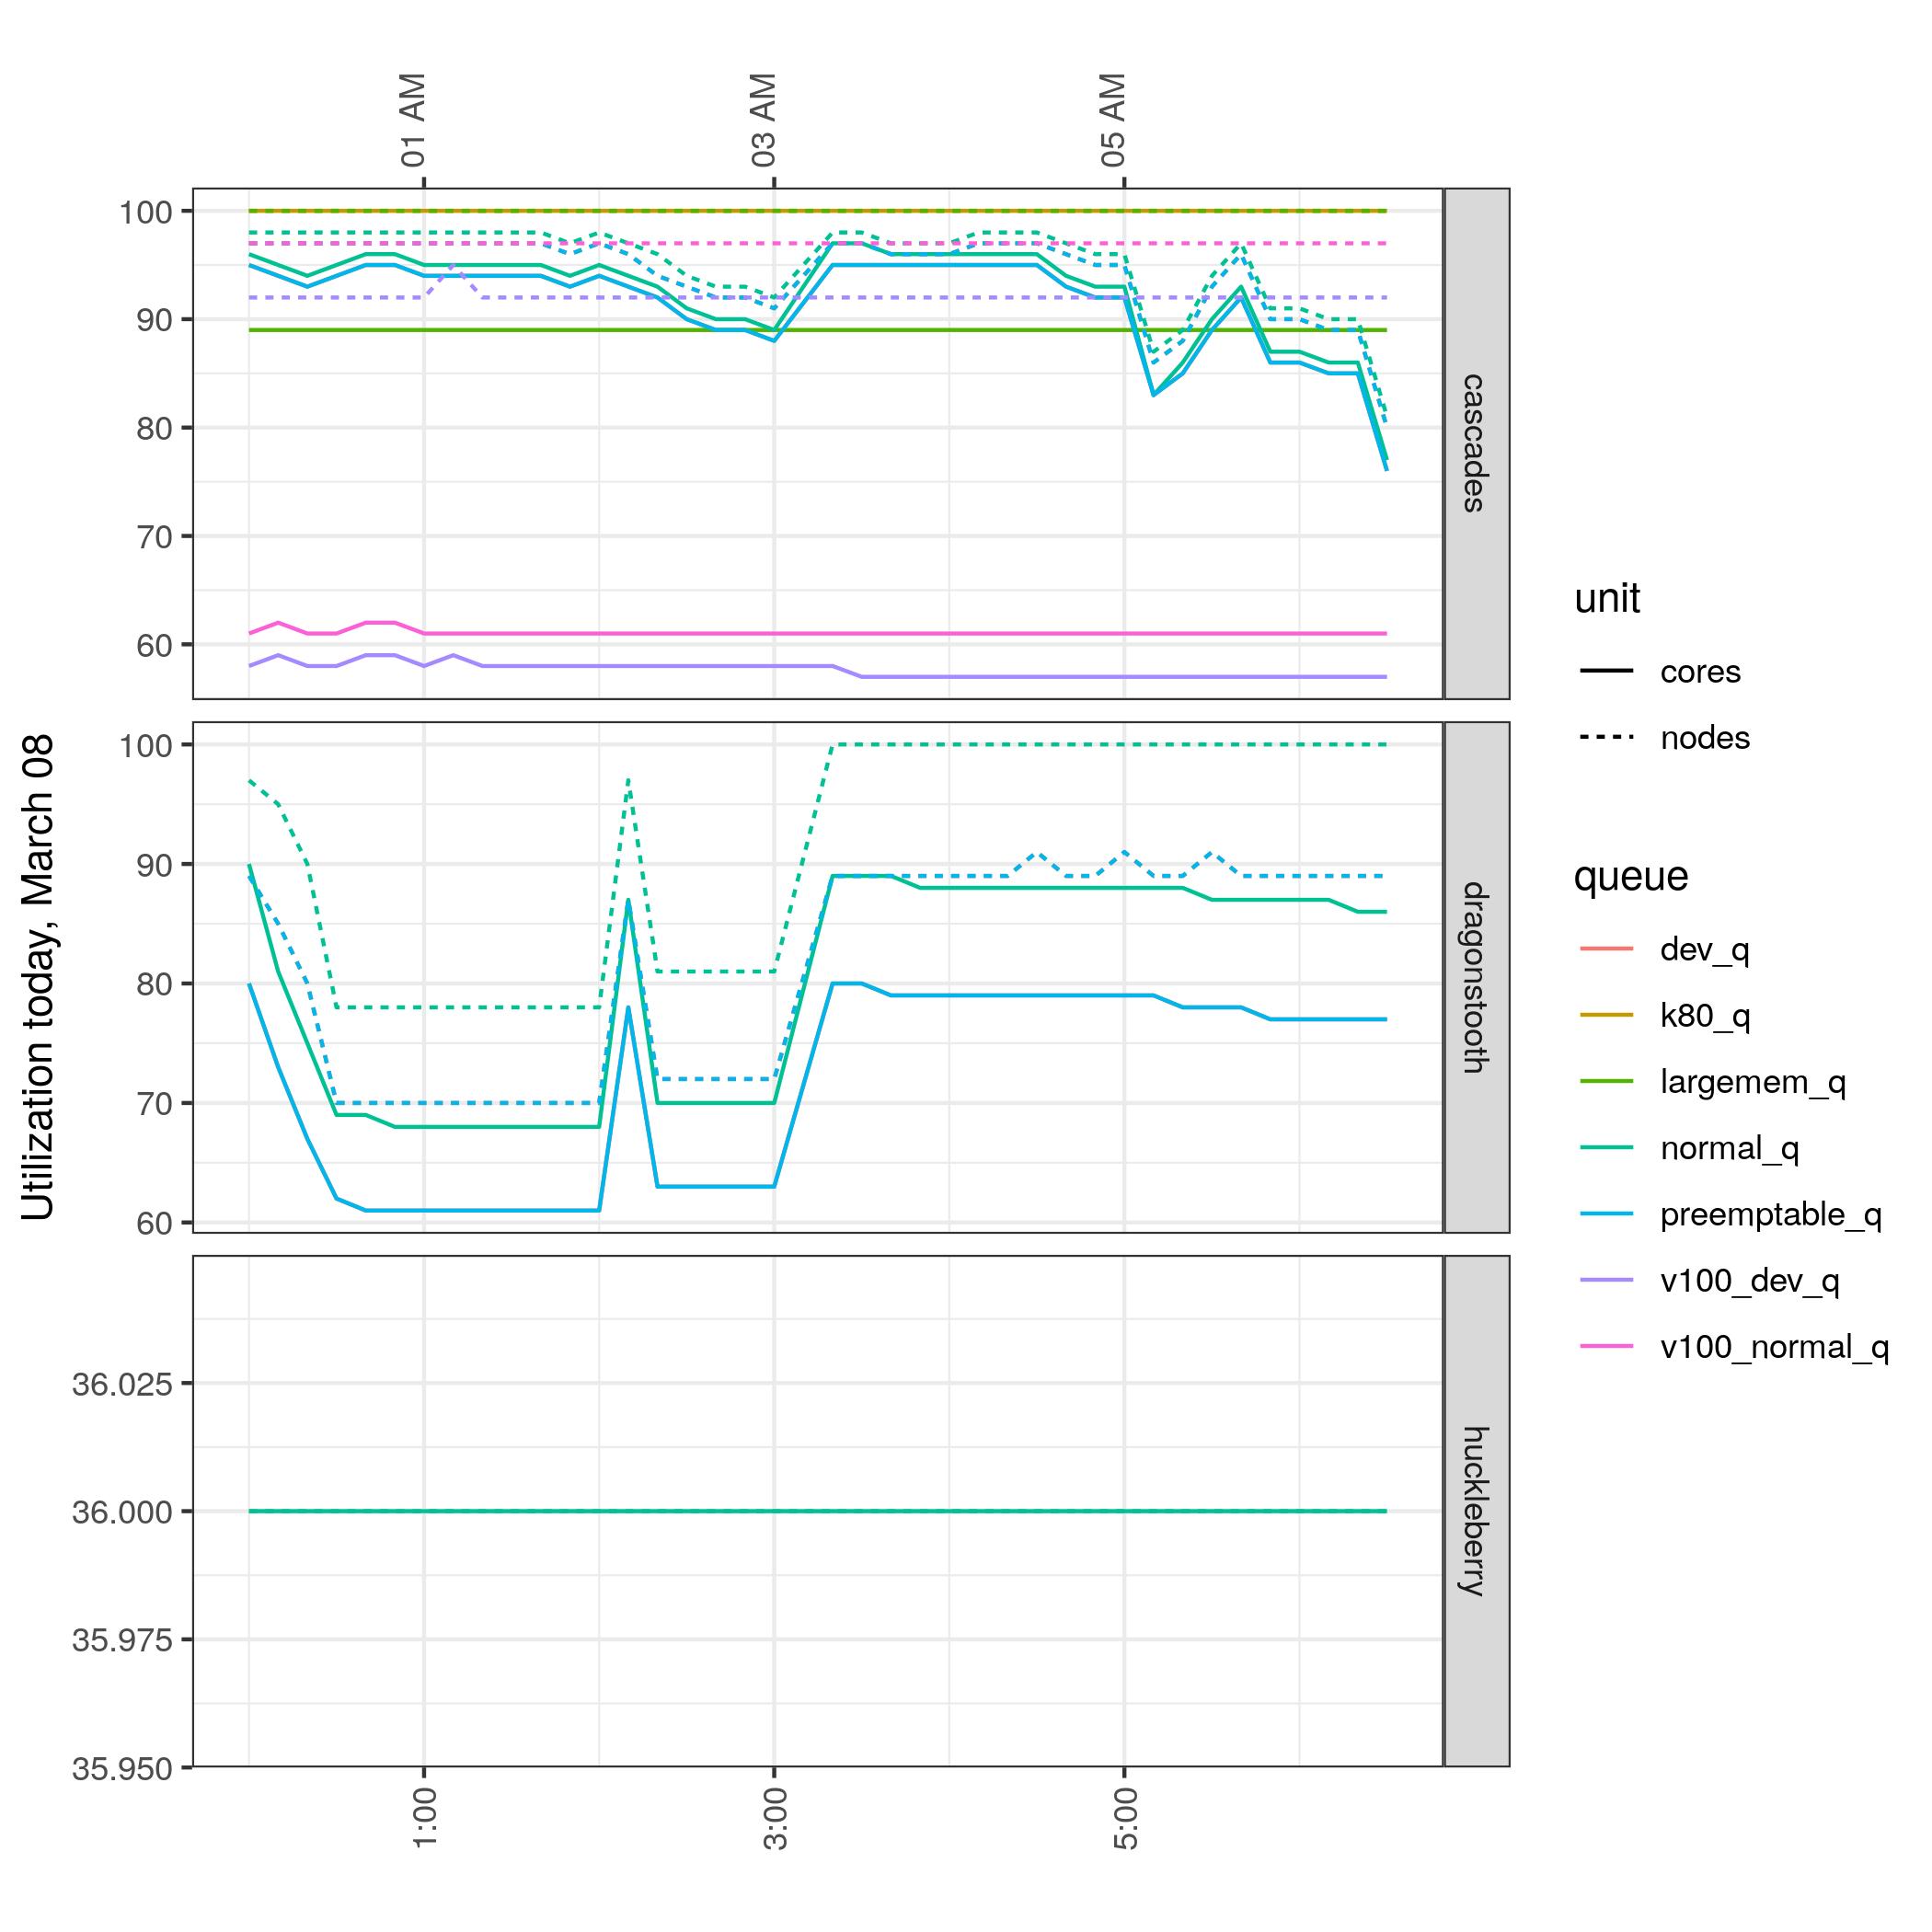 01 AM
03 AM
05 AM
Utilization today, March 08
100
90
80
70
60
cascades
100
90
80
70
60
dragonstooth
36.025
36.000
35.975
35.950
huckleberry
1:00
3:00
5:00
unit
cores
nodes
queue
dev_q
k80_q
largemem_q
normal_q
preemptable_q
v100_dev_q
v100_normal_q